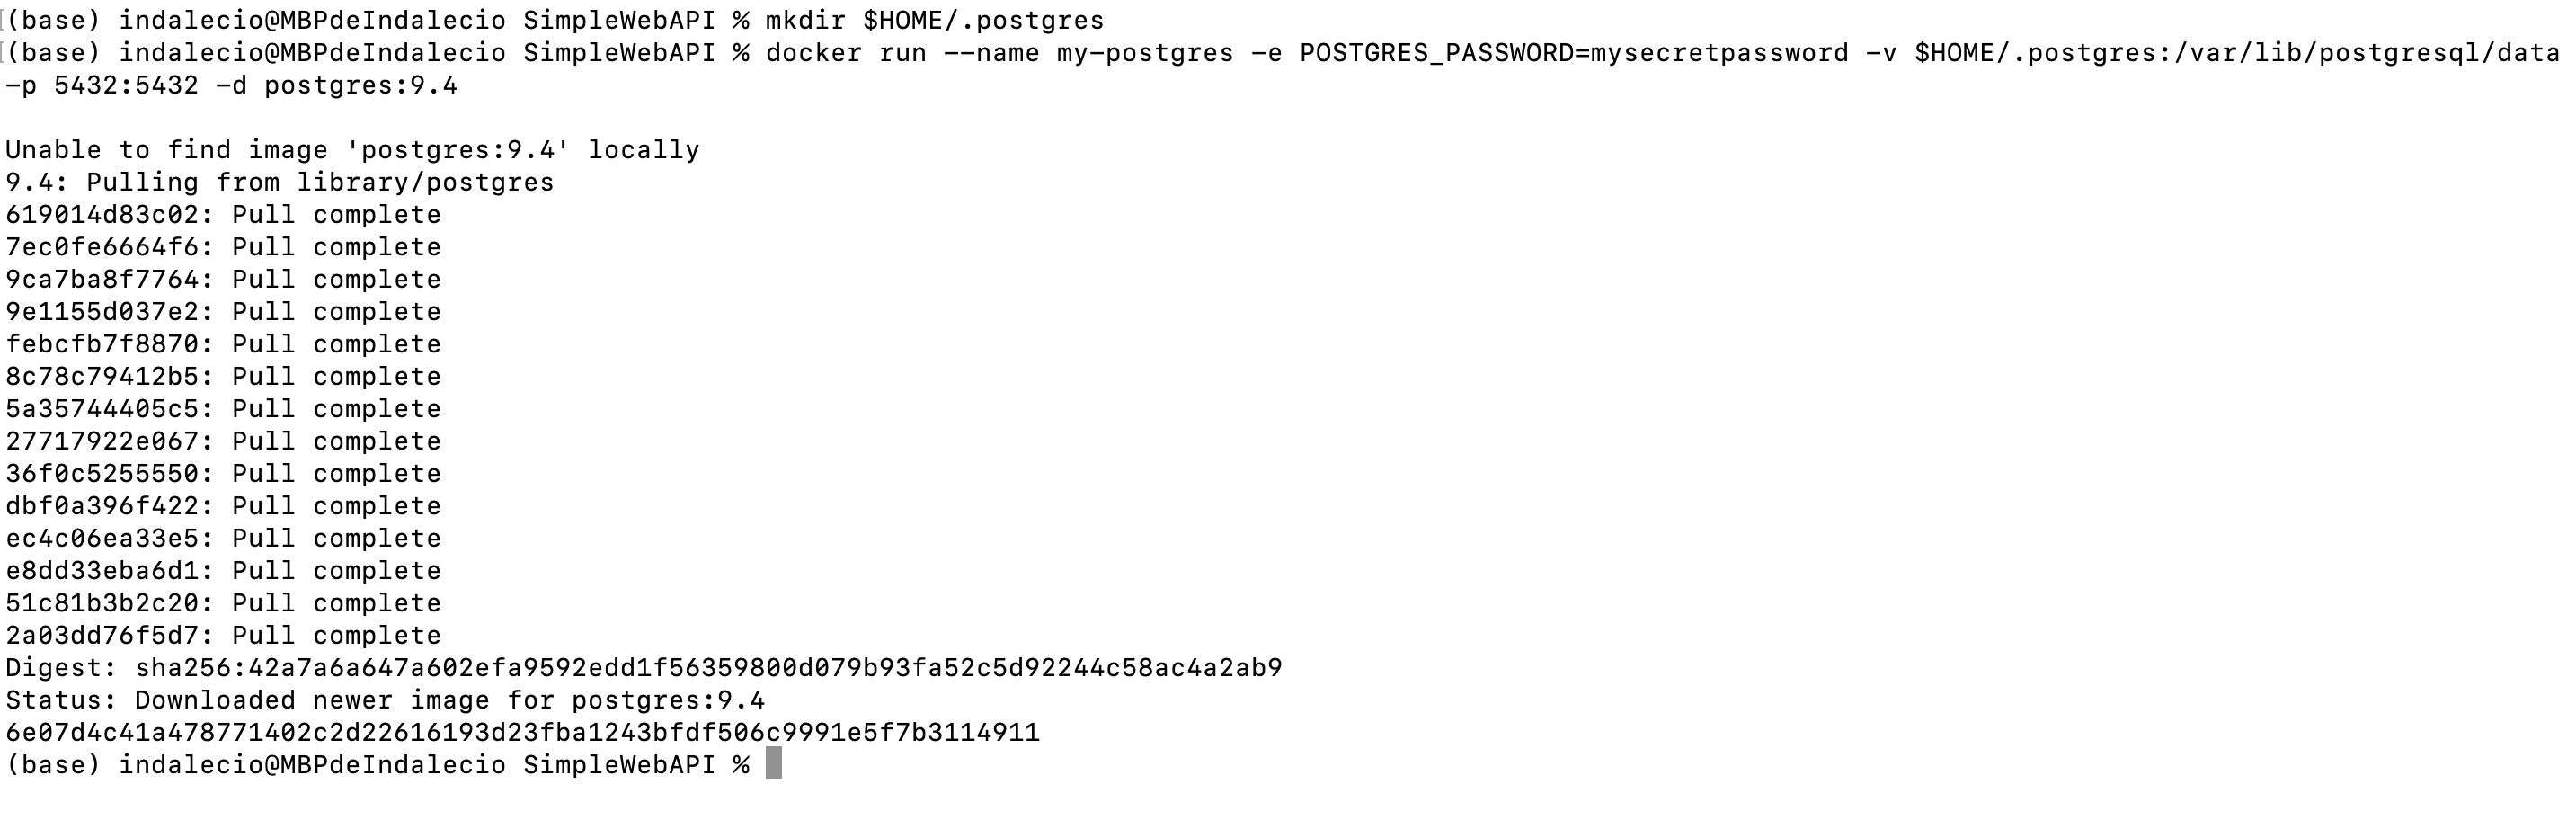 (base) indalecio@MBPdeIndalecio SimpleWebAPI % mkdir $HOME/.postgres
(base) indalecio@MBPdeIndalecio SimpleWebAPI % docker run --name my-postgres -e POSTGRES_PASSWORD=mysecretpassword -v $HOME/.postgres:/var/lib/postgresql/data
-p 5432:5432 -d postgres:9.4
Unable to find image 'postgres:9.4' locally
9.4: Pulling from library/postgres
619014d83c02: Pull complete
7ec0fe6664f6: Pull complete
9ca7ba8f7764: Pull complete
9e1155d037e2: Pull complete
febcfb7f8870: Pull complete
8c78c79412b5: Pull complete
5a35744405c5: Pull complete
27717922e067: Pull complete
36f0c5255550: Pull complete
dbf0a396f422: Pull complete
ec4c06ea33e5: Pull complete
e8dd33eba6d1: Pull complete
51c81b3b2c20: Pull complete
2a03dd76f5d7: Pull complete
Digest: sha256:42a7a6a647a602efa9592edd1f56359800d079b93fa52c5d92244c58ac4a2ab9
Status: Downloaded newer image for postgres:9.4
6e07d4c41a478771402c2d22616193d23fba1243bfdf506c9991e5f7b3114911
(base) indalecio@MBPdeIndalecio SimpleWebAPI %